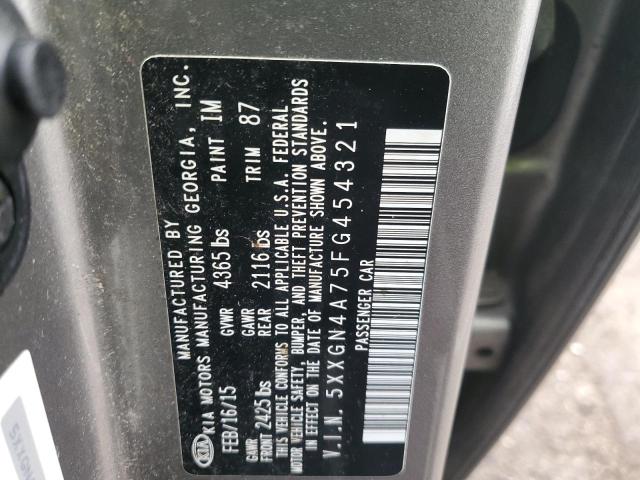 MANUFACTURED BY
KIA KIA MOTORS MANUFACTURING GEORGIA, INC.
FEB/16/15 GVWR 4365 lbs PAINT IM
GAWR FRONT 2425 lbs GAWR REAR 2116 lbs TRIM 87
THIS VEHICLE CONFORMS TO ALL APPLICABLE U.S.A. FEDERAL
MOTOR VEHICLE SAFETY, BUMPER, AND THEFT PREVENTION STANDARDS
IN EFFECT ON THE DATE OF MANUFACTURE SHOWN ABOVE.
V.I.N. 5XXGN4A75FG454321
PASSENGER CAR